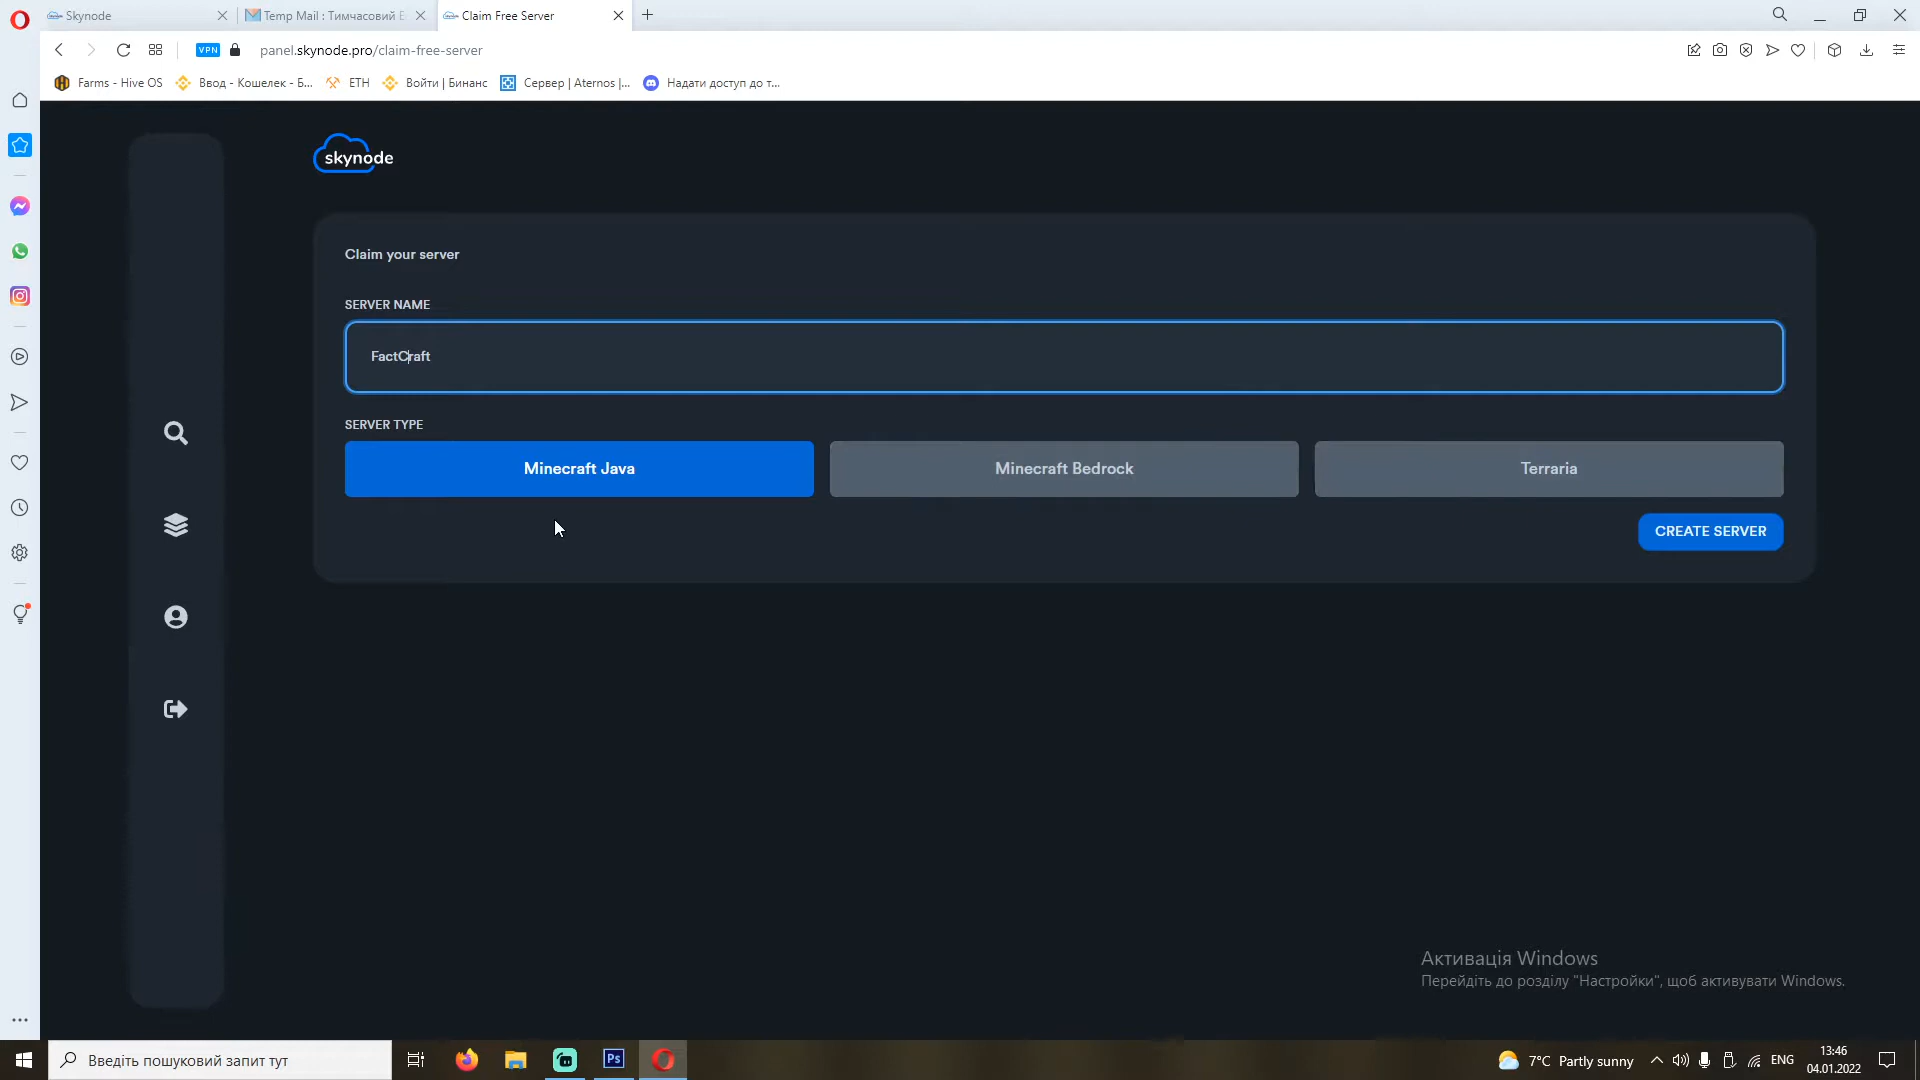 Skynode
Temp Mail : Тимчасовий Е
Claim Free Server
VPN
panel.skynode.pro/claim-free-server
Farms - Hive OS
Ввод - Кошелек - Б...
ETH
Войти | Бинанс
Сервер | Aternos |...
Надати доступ до т...
skynode
Claim your server
SERVER NAME
FactCraft
SERVER TYPE
Minecraft Java
Minecraft Bedrock
Terraria
CREATE SERVER
Активація Windows
Перейдіть до розділу "Настройки", щоб активувати Windows.
Введіть пошуковий запит тут
Ps
7°C Partly sunny
ENG
13:46
04.01.2022